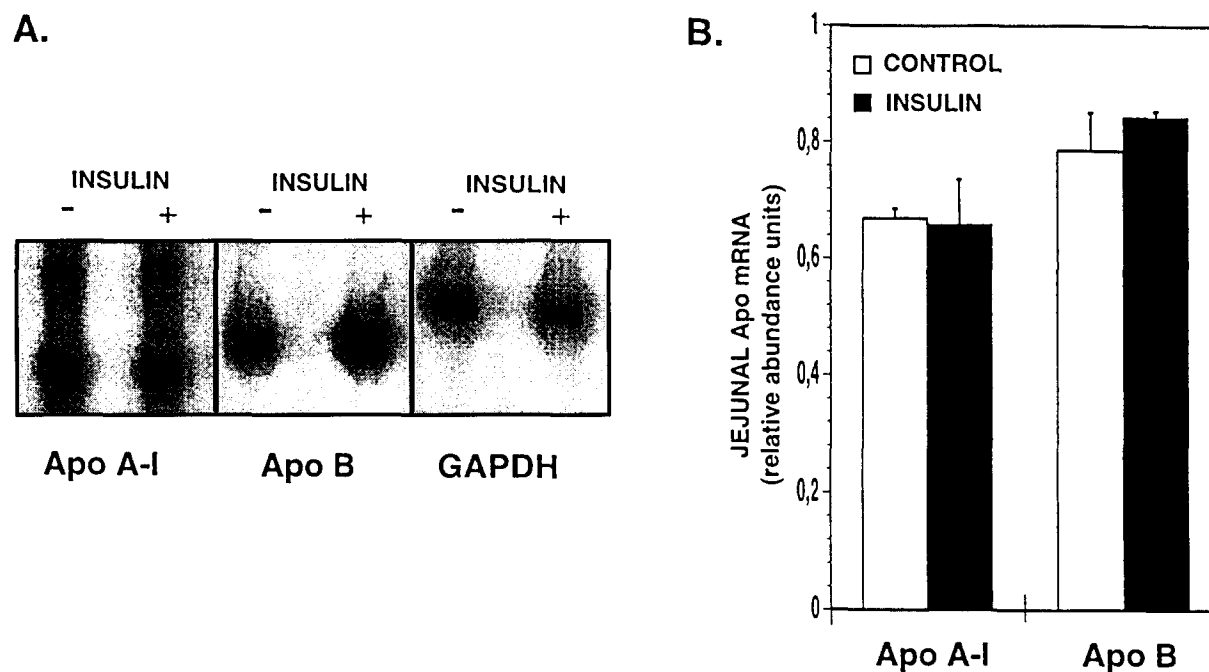 A.
INSULIN INSULIN INSULIN
- + - + - +
Apo A-I Apo B GAPDH
B.
JEJUNAL Apo mRNA
(relative abundance units)
1
0,8
0,6
0,4
0,2
0
CONTROL
INSULIN
Apo A-I Apo B